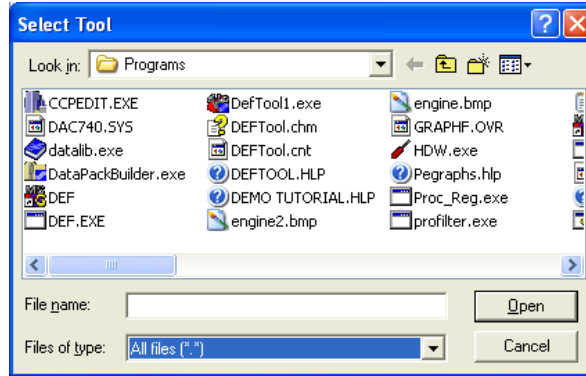 Select Tool
Look in: Programs
CCPEDIT.EXE DefTool1.exe engine.bmp
DAC740.SYS DEFTool.chm GRAPHF.OVR
datalib.exe DEFTool.cnt HDW.exe
DataPackBuilder.exe DEFTOOL.HLP Pegraphs.hlp
DEF DEMO TUTORIAL.HLP Proc_Reg.exe
DEF.EXE engine2.bmp profilter.exe
File name: Open
Files of type: All files (*.*) Cancel